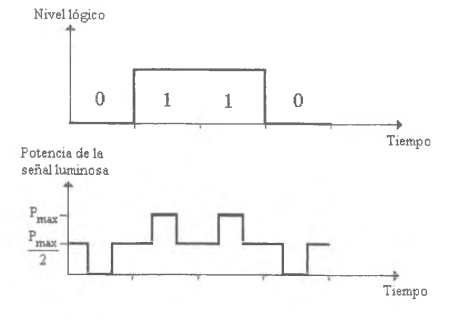 Nivel lógico
0 1 1 0
Tiempo
Potencia de la
señal luminosa
Pmax
Pmax
2
Tiempo